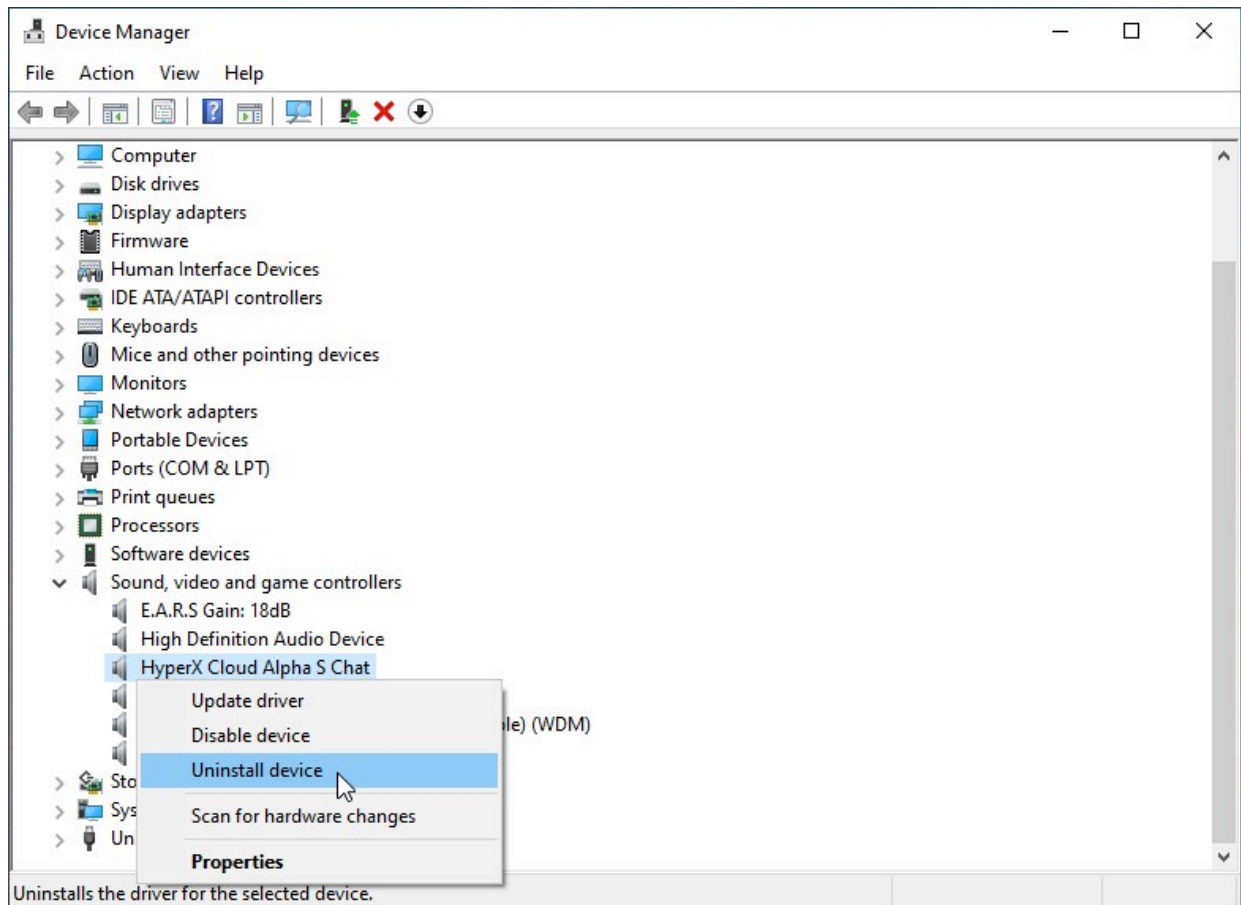 Device Manager
File Action View Help
Computer
Disk drives
Display adapters
Firmware
Human Interface Devices
IDE ATA/ATAPI controllers
Keyboards
Mice and other pointing devices
Monitors
Network adapters
Portable Devices
Ports (COM & LPT)
Print queues
Processors
Software devices
Sound, video and game controllers
E.A.R.S Gain: 18dB
High Definition Audio Device
HyperX Cloud Alpha S Chat
Update driver
le) (WDM)
Disable device
Uninstall device
Sto
Sys
Scan for hardware changes
Un
Properties
Uninstalls the driver for the selected device.